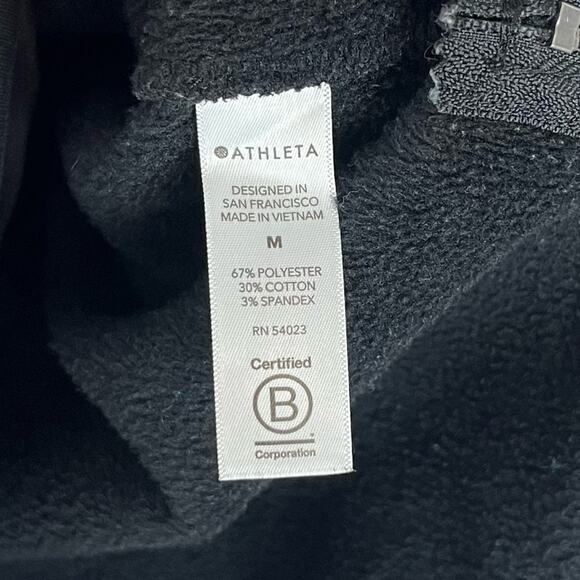 ATHLETA
DESIGNED IN
SAN FRANCISCO
MADE IN VIETNAM
M
67% POLYESTER
30% COTTON
3% SPANDEX
RN 54023
Certified
B
Corporation